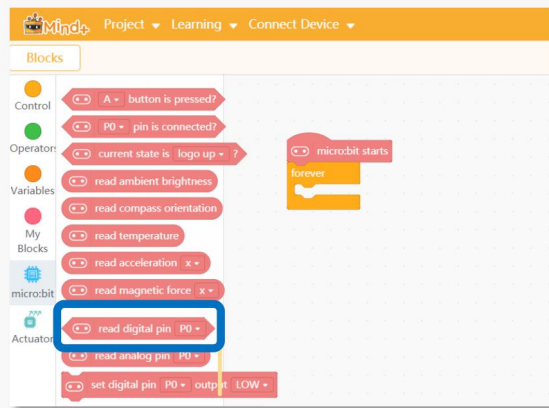 Mind+ Project Learning Connect Device
Blocks
Control
Operators
Variables
My
Blocks
micro:bit
Actuator
A button is pressed?
P0 pin is connected?
current state is logo up ?
read ambient brightness
read compass orientation
read temperature
read acceleration x
read magnetic force x
read digital pin P0
read analog pin P0
set digital pin P0 output LOW
micro:bit starts
forever